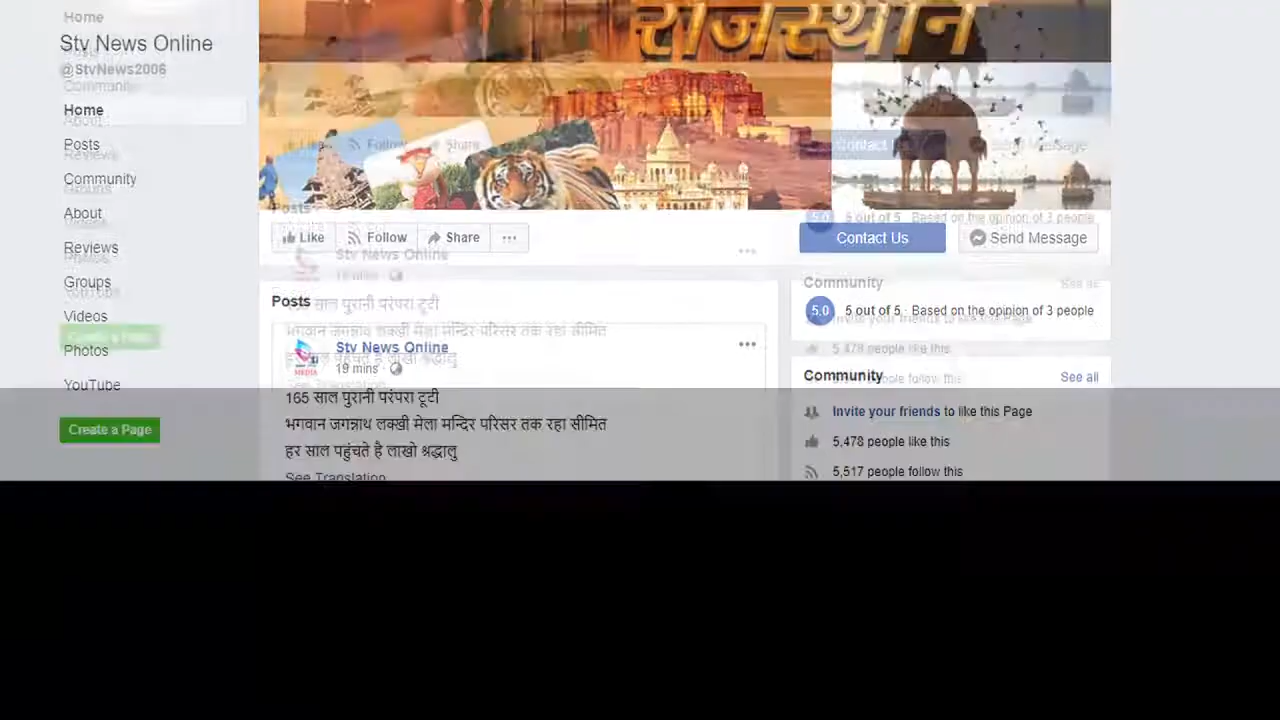 Home
Stv News Online
@StvNews2006
Home
Posts
Community
About
Reviews
Groups
Videos
Photos
YouTube
Create a Page
राजस्थान
Like
Follow
Share
Contact Us
Send Message
Posts
Stv News Online
19 mins
165 साल पुरानी परंपरा टूटी
भगवान जगन्नाथ लक्खी मेला मन्दिर परिसर तक रहा सीमित
हर साल पहुंचते है लाखो श्रद्धालु
See Translation
5.0 5 out of 5 · Based on the opinion of 3 people
Community See all
Invite your friends to like this Page
5,478 people like this
5,517 people follow this